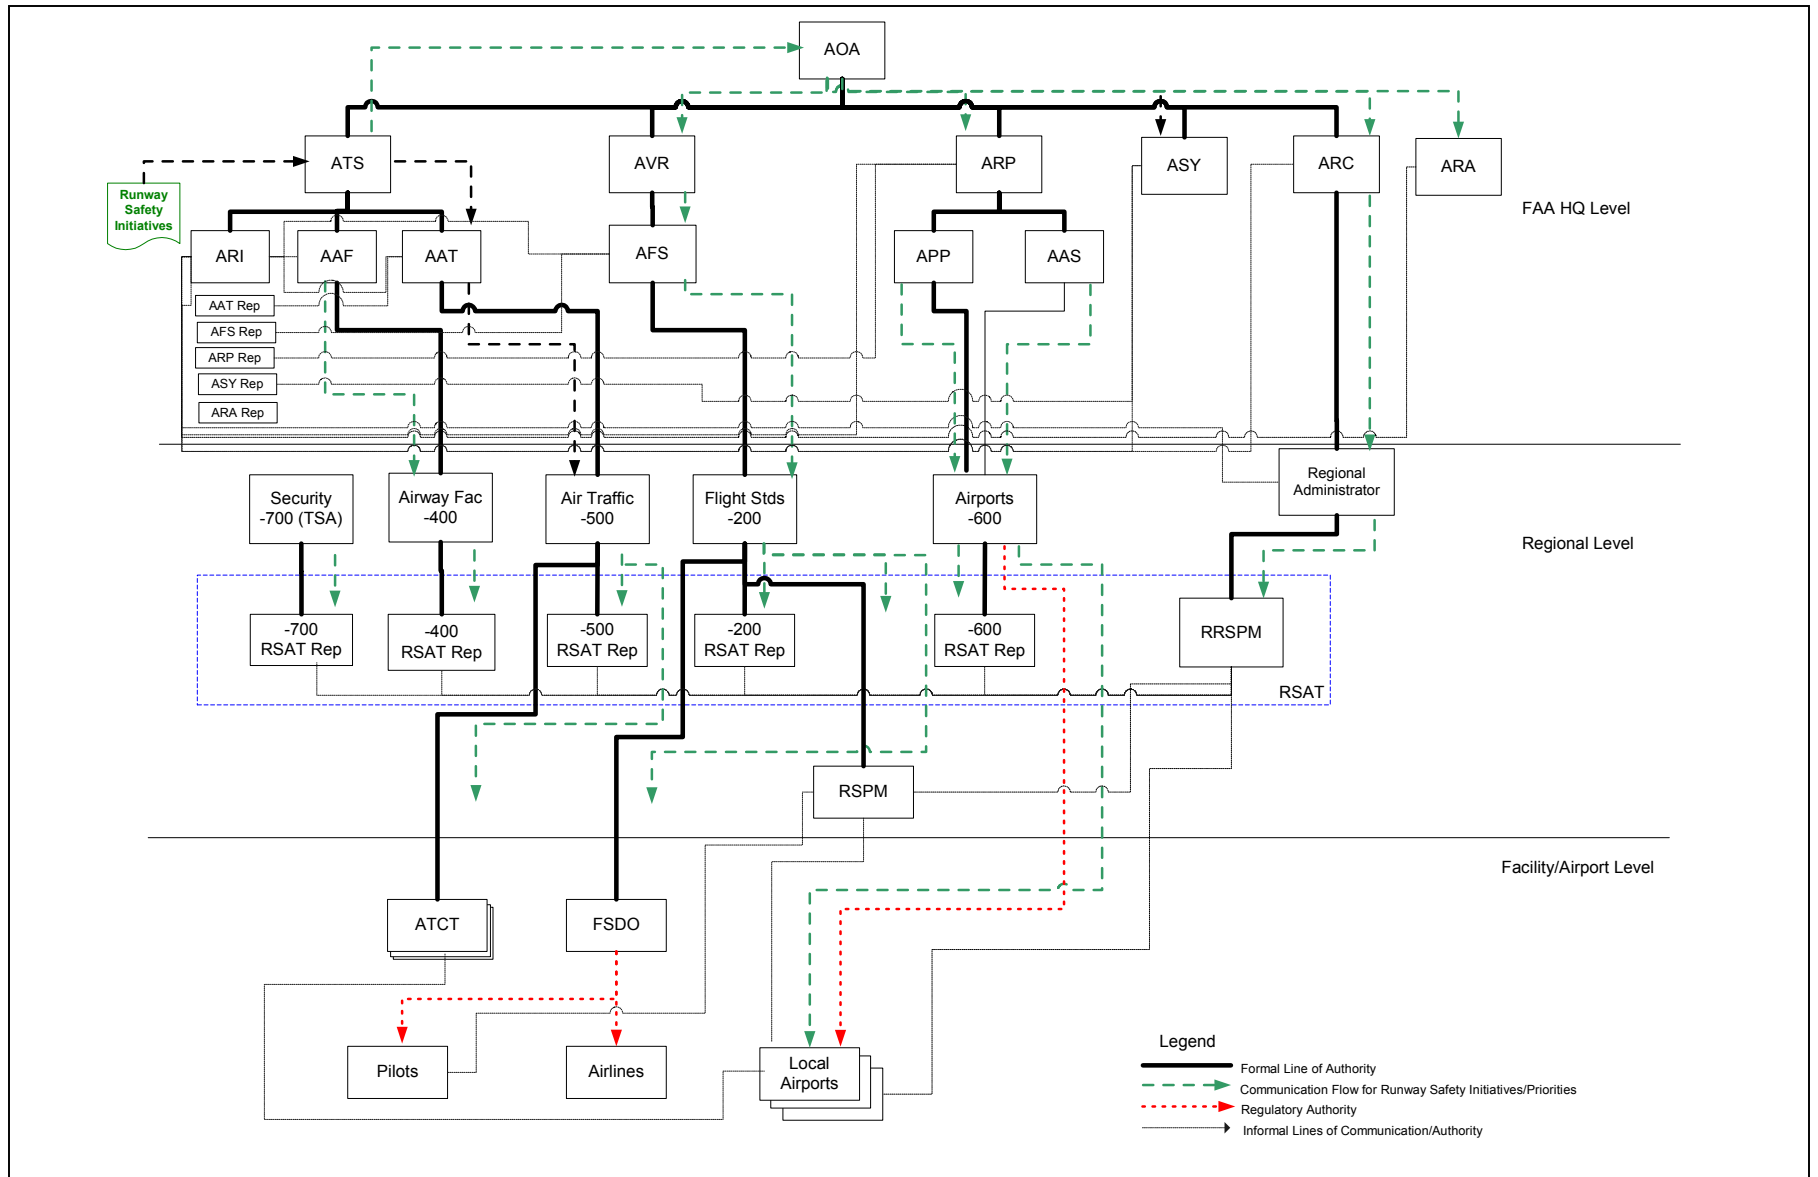 AOA
ATS
AVR
ARP
ASY
ARC
ARA
Runway
Safety
Initiatives
FAA HQ Level
ARI
AAF
AAT
AFS
APP
AAS
AAT Rep
AFS Rep
ARP Rep
ASY Rep
ARA Rep
Security
-700 (TSA)
Airway Fac
-400
Air Traffic
-500
Flight Stds
-200
Airports
-600
Regional
Administrator
Regional Level
-700
RSAT Rep
-400
RSAT Rep
-500
RSAT Rep
-200
RSAT Rep
-600
RSAT Rep
RRSPM
RSAT
RSPM
Facility/Airport Level
ATCT
FSDO
Pilots
Airlines
Local
Airports
Legend
Formal Line of Authority
Communication Flow for Runway Safety Initiatives/Priorities
Regulatory Authority
Informal Lines of Communication/Authority